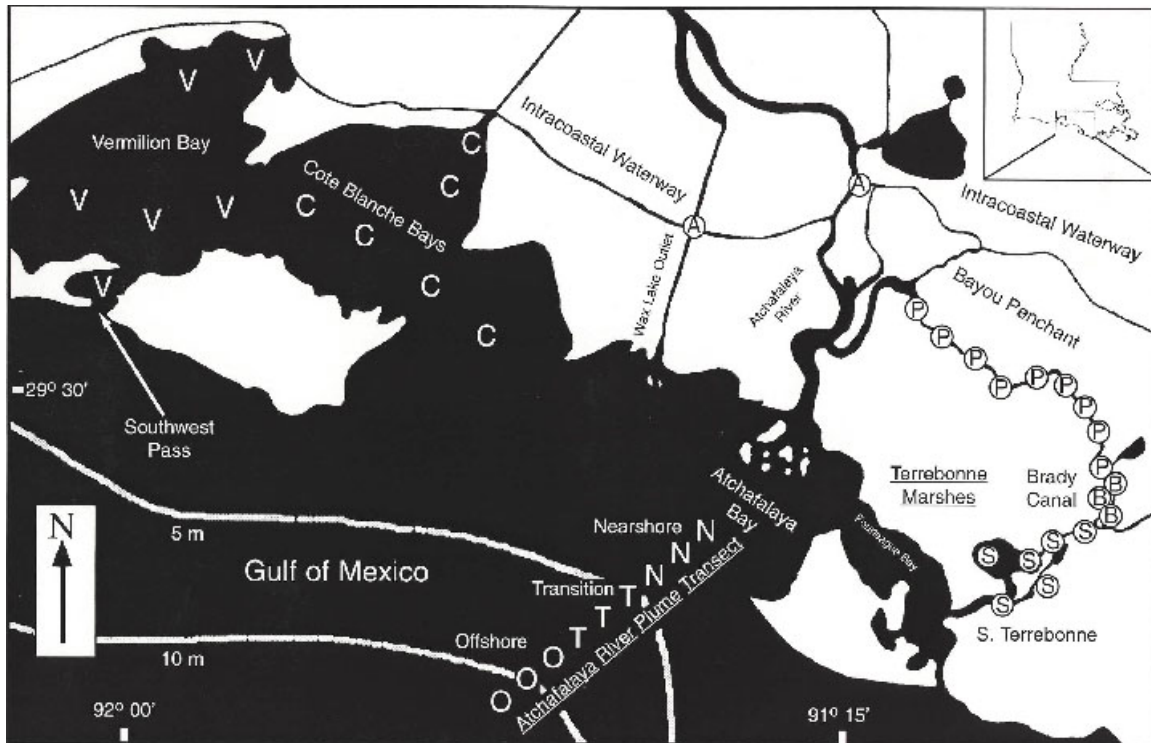 V
V
Vermilion Bay
V
V
V
V
C
C
C
C
C
C
Cote Blanche Bays
Intracoastal
Waterway
A
A
Intracoastal Waterway
Wax Lake Outlet
Atchafalaya
River
Bayou Penchant
P
P
P
P
P
P
P
P
P
B
B
B
Brady
Canal
Terrebonne
Marshes
S
S
S
S
S
S
S. Terrebonne
29º 30'
Southwest
Pass
N
5 m
10 m
Gulf of Mexico
Atchafalaya
Bay
Nearshore
N
N
N
Transition
T
T
T
Offshore
O
O
O
Atchafalaya River Plume Transect
92º 00'
91º 15'